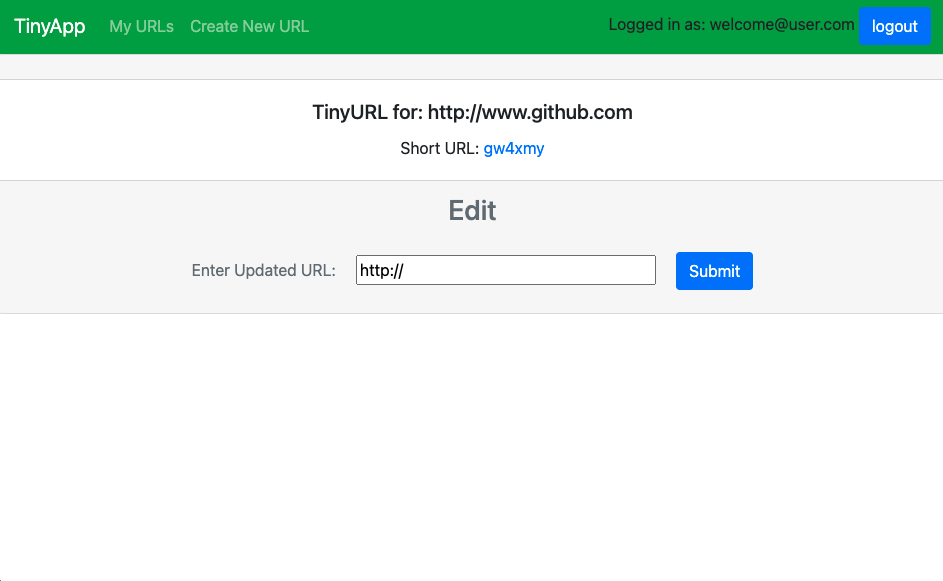 TinyApp My URLs Create New URL Logged in as: welcome@user.com logout
TinyURL for: http://www.github.com
Short URL: gw4xmy
Edit
Enter Updated URL: http:// Submit